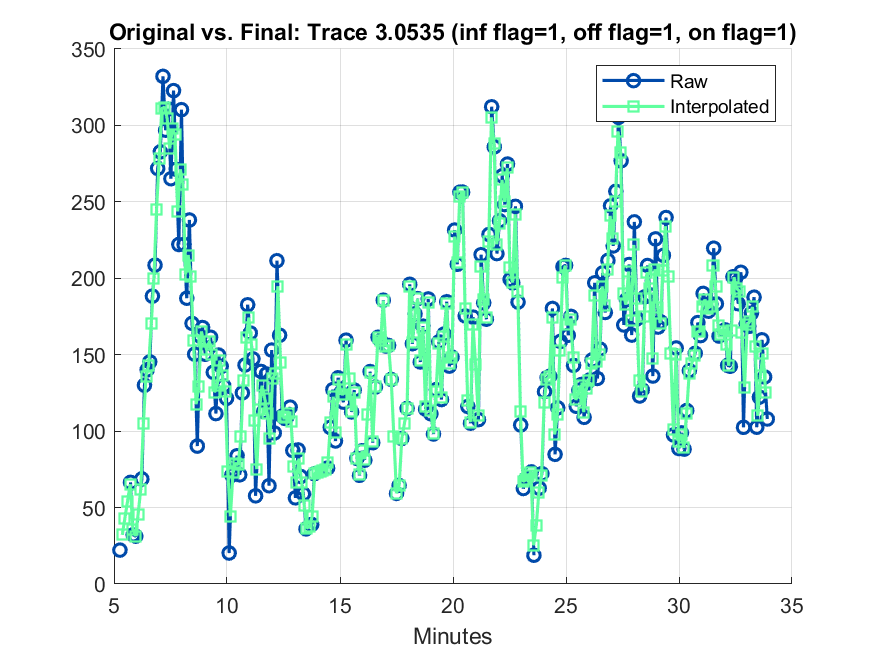 Original vs. Final: Trace 3.0535 (inf flag=1, off flag=1, on flag=1)
350
300
250
200
150
100
50
0
Raw
Interpolated
5 10 15 20 25 30 35
Minutes